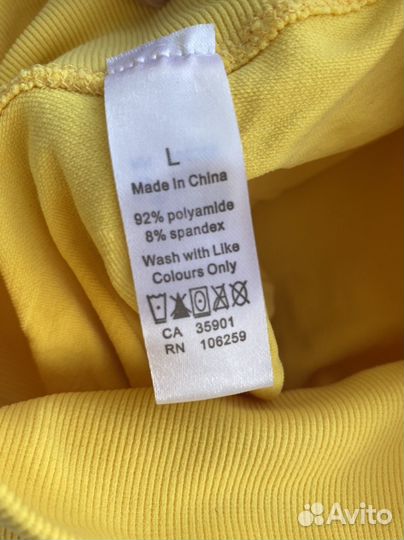 L
Made In China
92% polyamide
8% spandex
Wash with Like
Colours Only
CA 35901
RN 106259
Avito